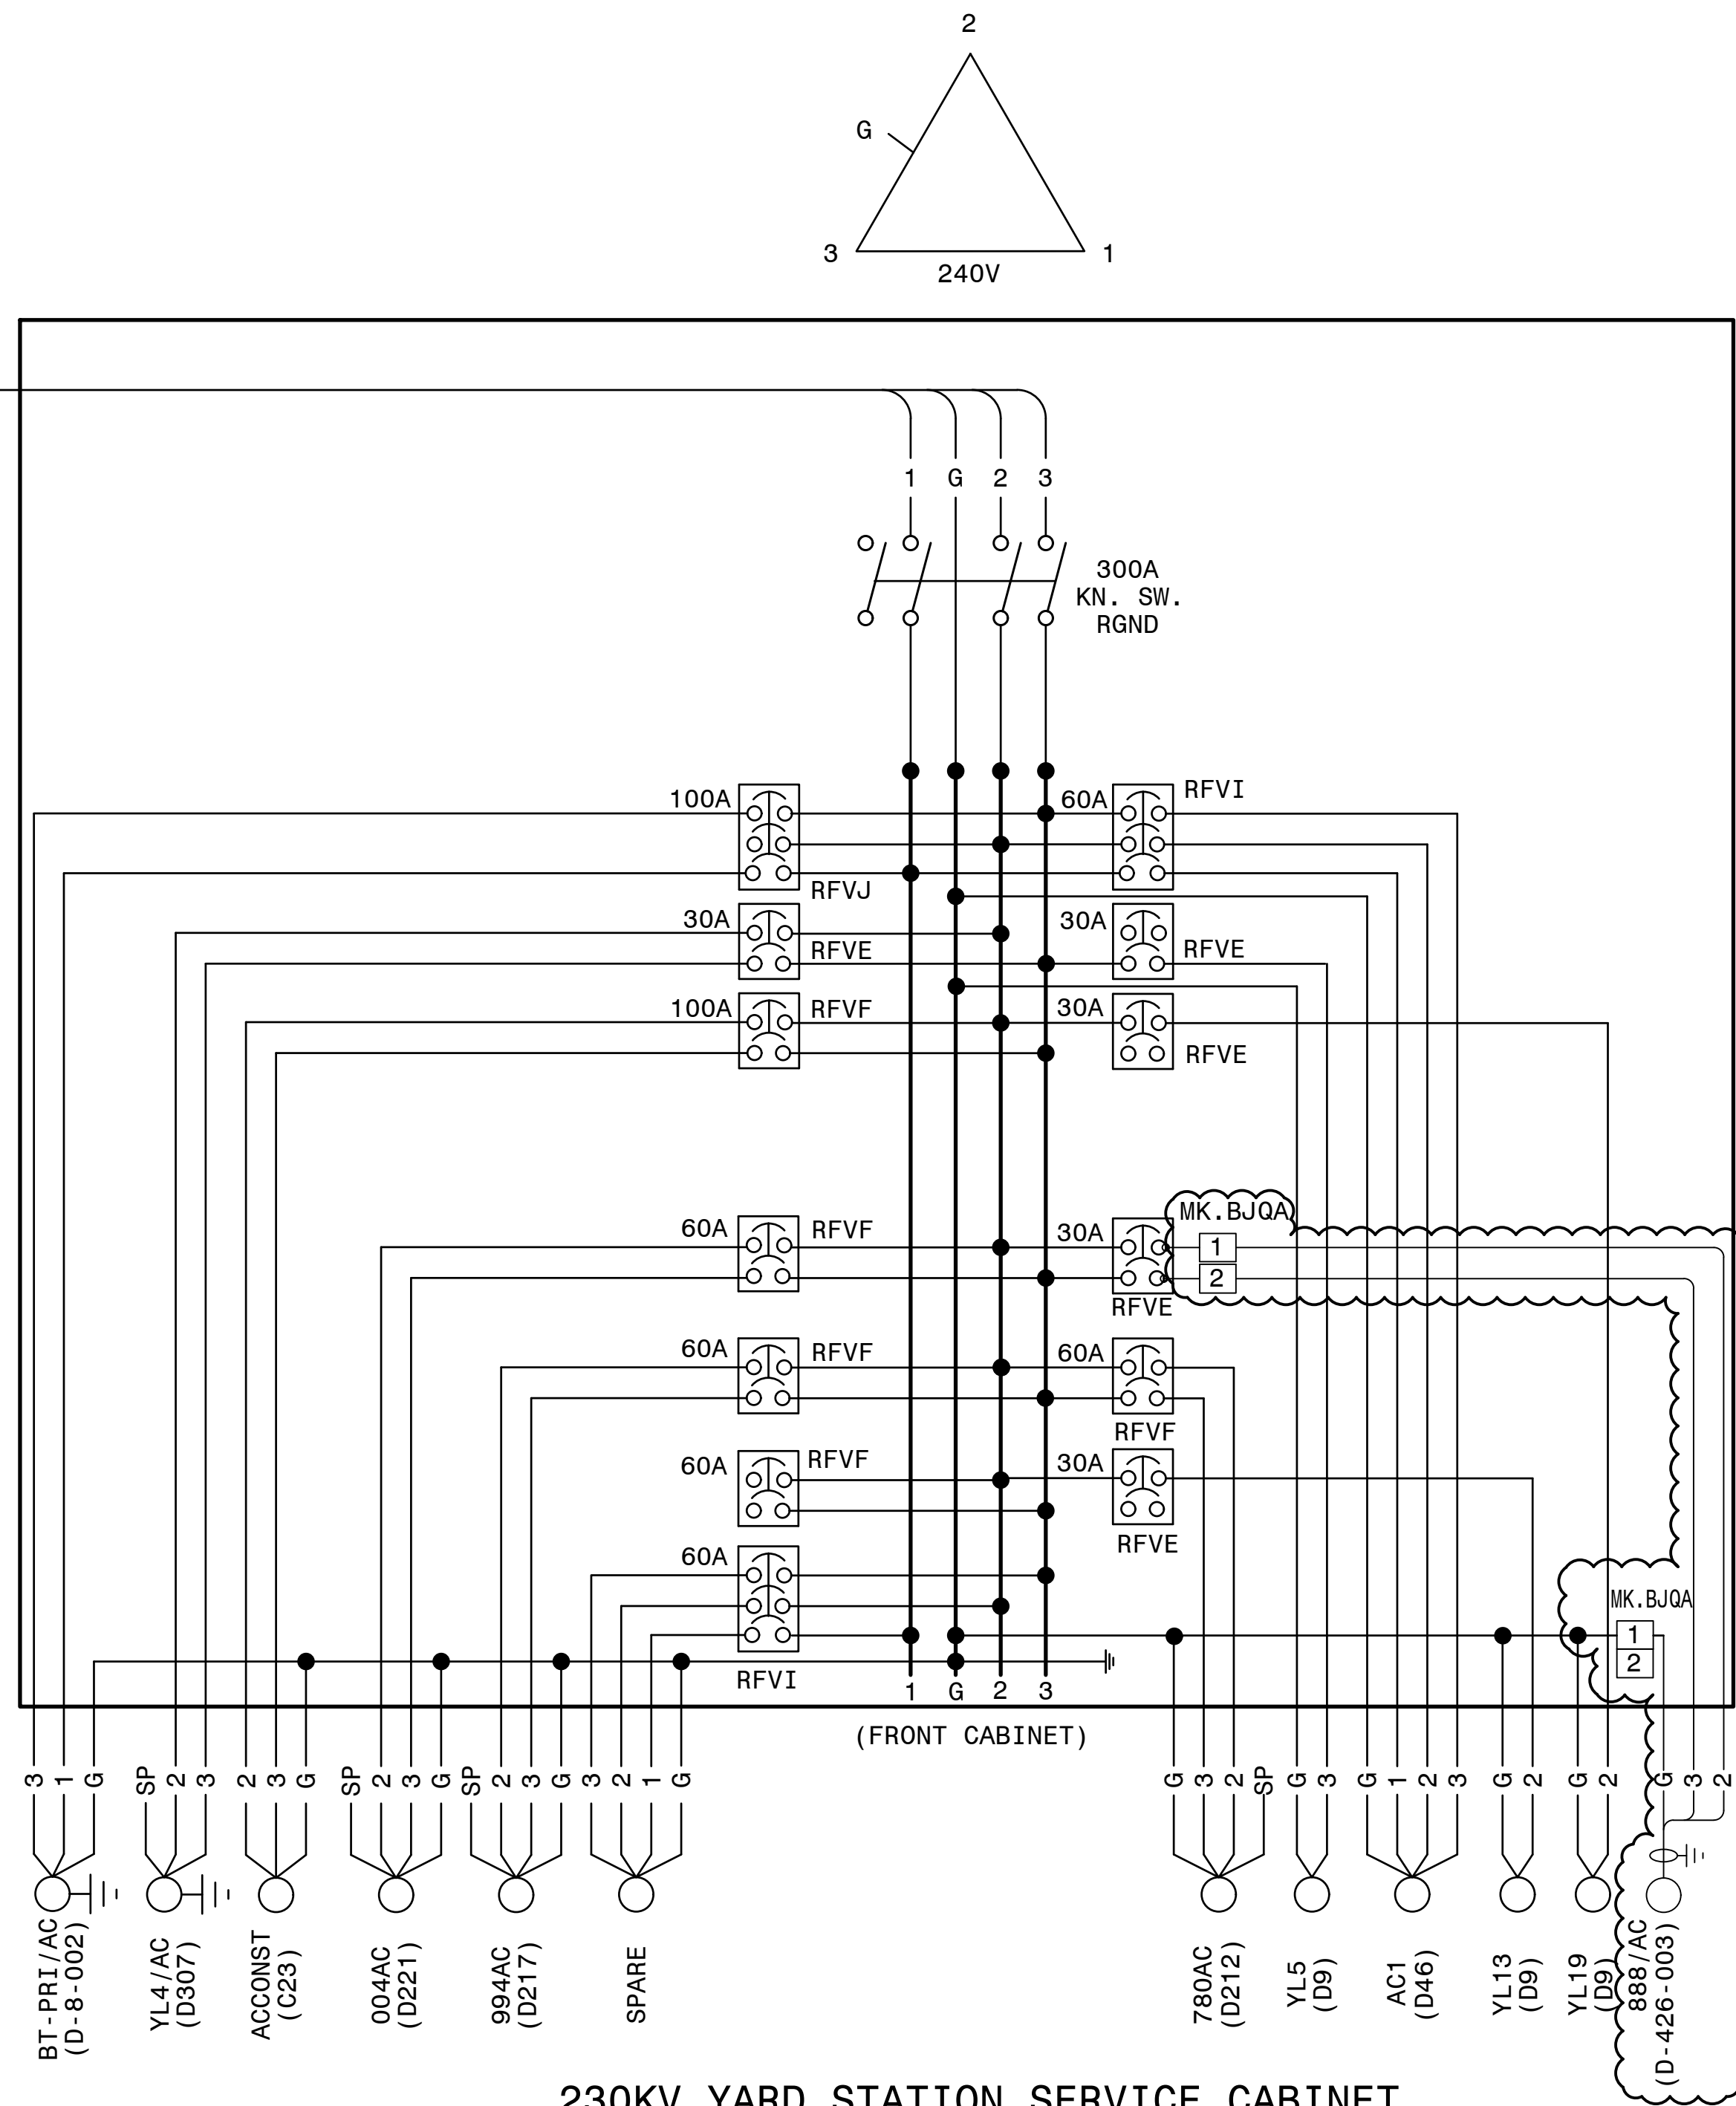 2
G
3
1
240V
1 G 2 3
300A
KN. SW.
RGND
100A
60A
RFVI
RFVJ
30A
30A
RFVE
RFVE
100A
RFVF
30A
RFVE
MK.BJQA
60A
RFVF
30A
1
2
RFVE
60A
RFVF
60A
RFVF
60A
RFVF
30A
RFVE
60A
MK.BJQA
1
2
RFVI
1 G 2 3
(FRONT CABINET)
3 1 G SP 2 3 2 3 G SP 2 3 G SP 2 3 G 3 2 1 G G 3 2 SP G 3 G 1 2 3 G 2 G 2 G 3 2
BT-PRI/AC
(D-8-002)
YL4/AC
(D307)
ACCONST
(C23)
004AC
(D221)
994AC
(D217)
SPARE
780AC
(D212)
YL5
(D9)
AC1
(D46)
YL13
(D9)
YL19
(D9)
888/AC
(D-426-003)
230KV YARD STATION SERVICE CABINET